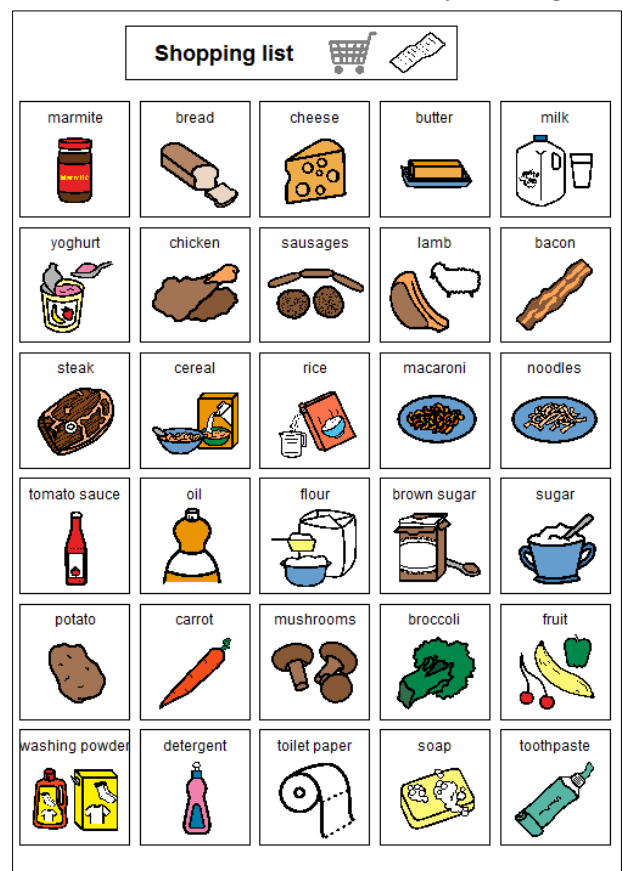 Shopping list
marmite bread cheese butter milk
Marmite
yoghurt chicken sausages lamb bacon
steak cereal rice macaroni noodles
tomato sauce oil flour brown sugar sugar
potato carrot mushrooms broccoli fruit
washing powder detergent toilet paper soap toothpaste